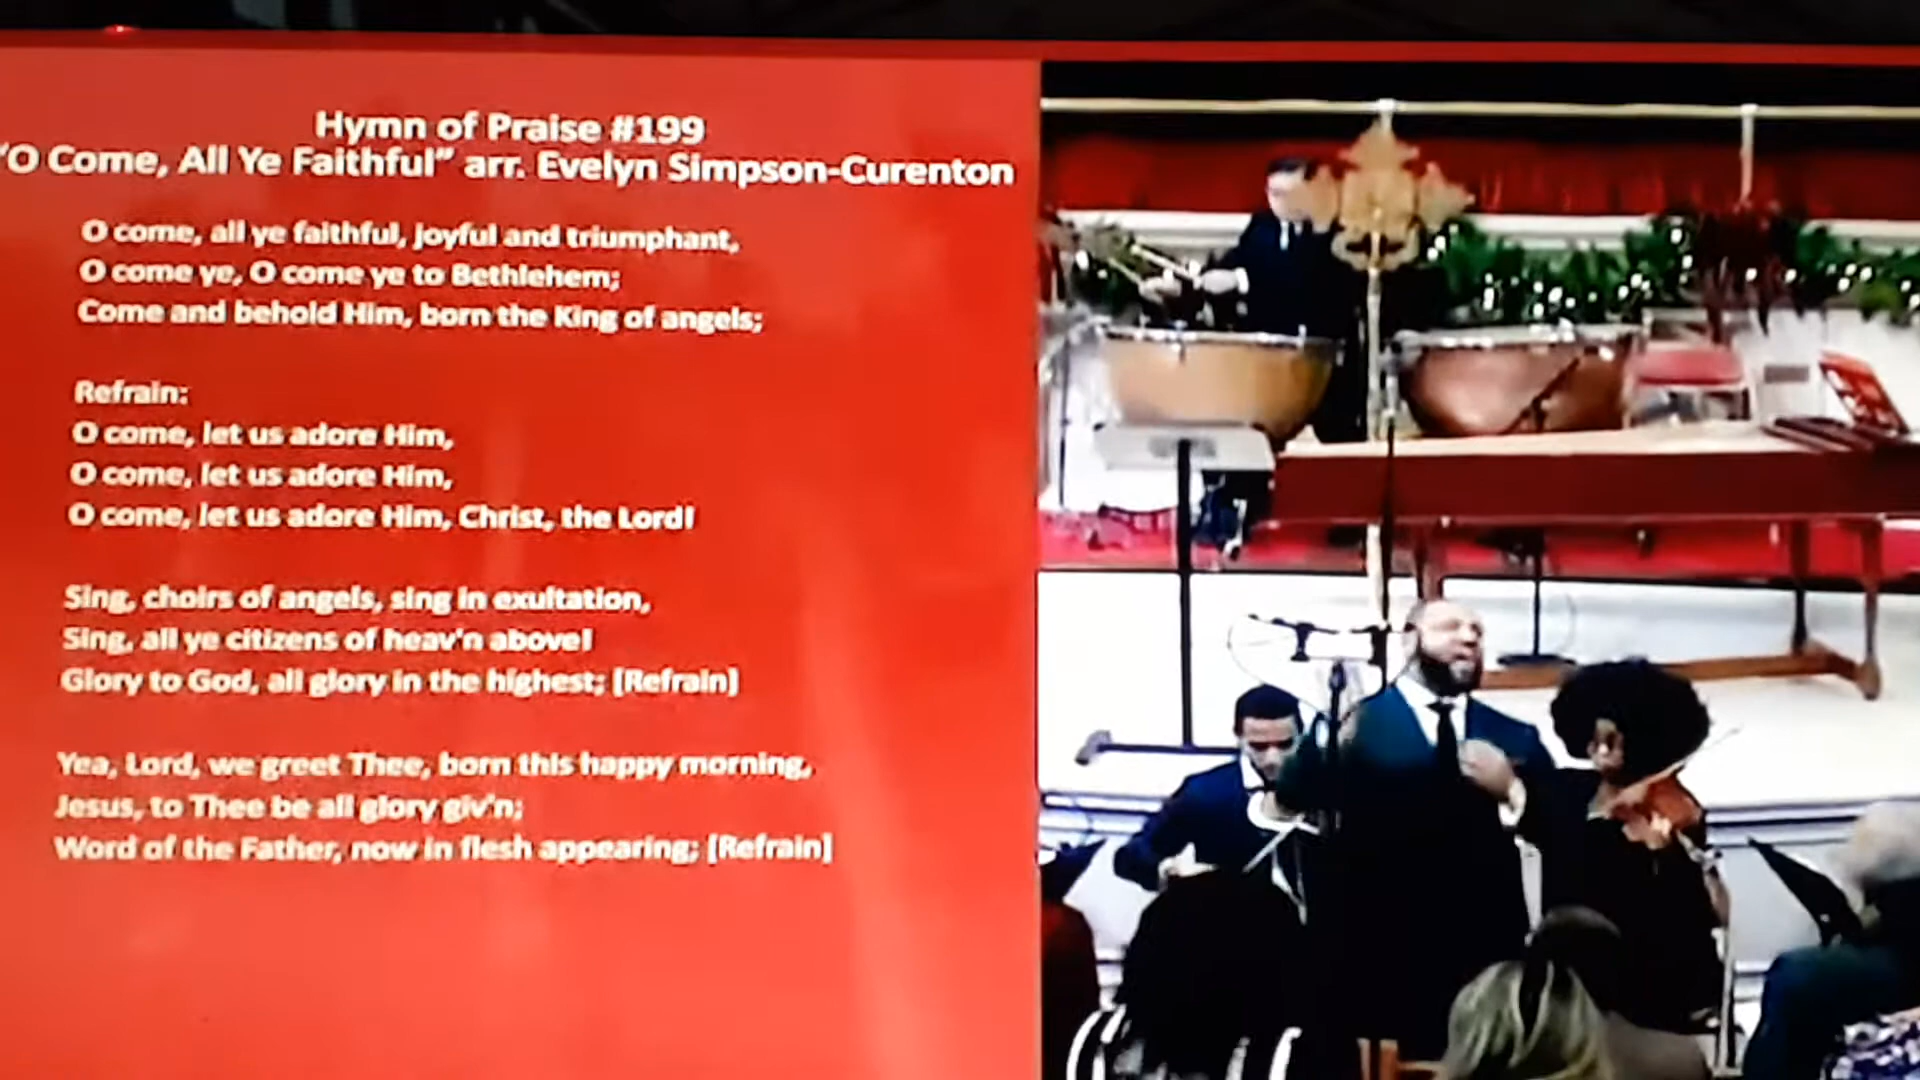 Hymn of Praise #199
"O Come, All Ye Faithful" arr. Evelyn Simpson-Curenton
O come, all ye faithful, joyful and triumphant,
O come ye, O come ye to Bethlehem;
Come and behold Him, born the King of angels;
Refrain:
O come, let us adore Him,
O come, let us adore Him,
O come, let us adore Him, Christ, the Lord!
Sing, choirs of angels, sing in exultation,
Sing, all ye citizens of heav'n above!
Glory to God, all glory in the highest; [Refrain]
Yea, Lord, we greet Thee, born this happy morning,
Jesus, to Thee be all glory giv'n;
Word of the Father, now in flesh appearing; [Refrain]